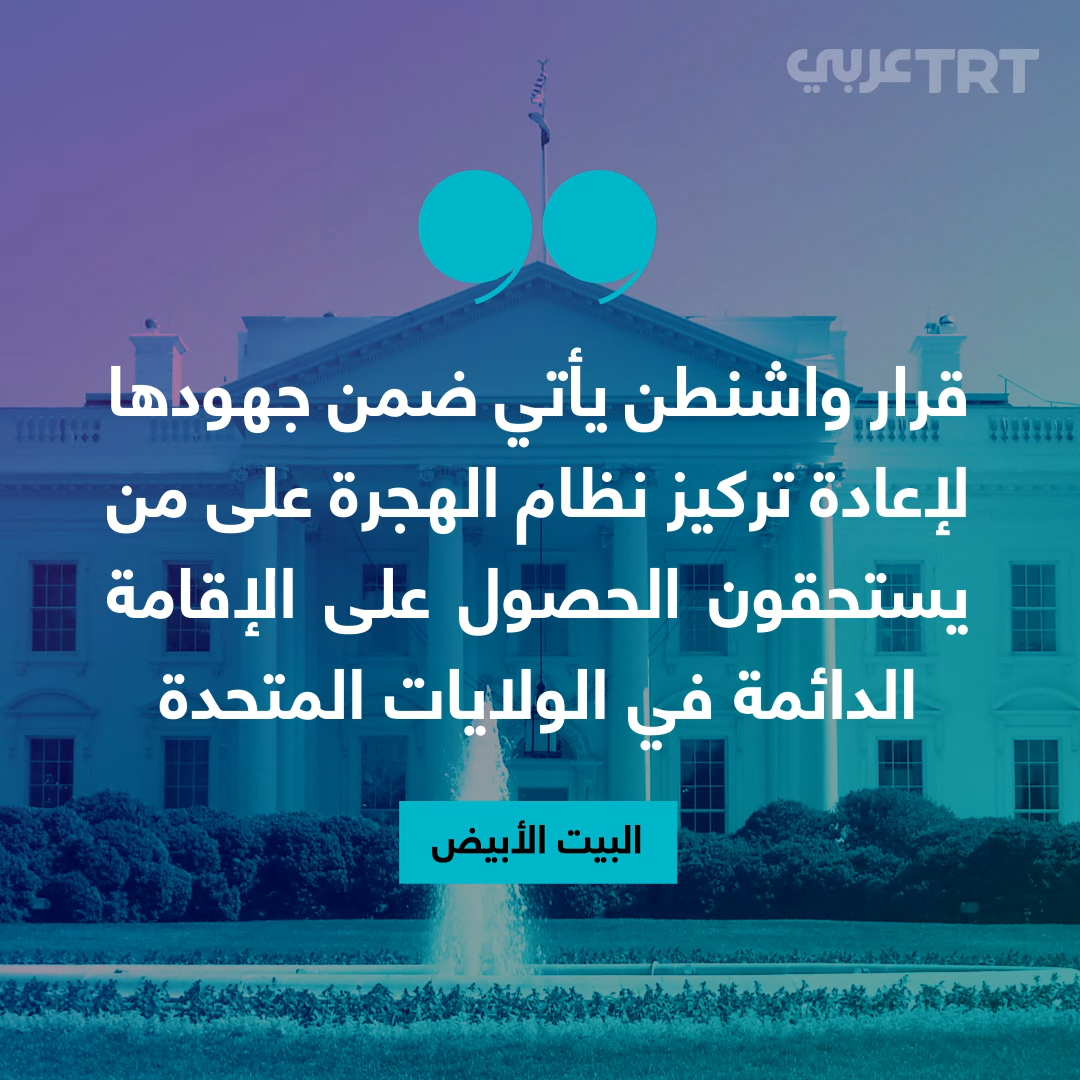 TRT عربي
قرار واشنطن يأتي ضمن جهودها
لإعادة تركيز نظام الهجرة على من
يستحقون الحصول على الإقامة
الدائمة في الولايات المتحدة
البيت الأبيض